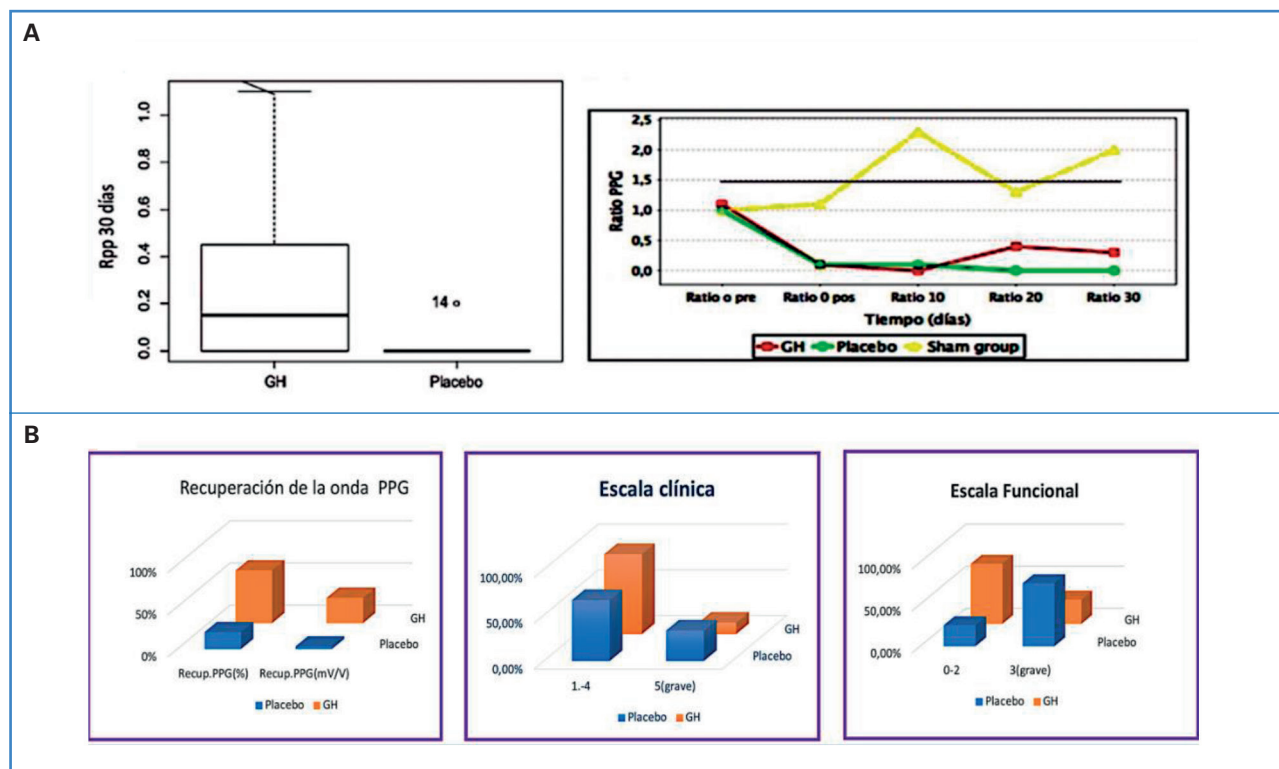 A
Rpp 30 días
1.0
0.8
0.6
0.4
0.2
0.0
14
GH Placebo
Ratio PPG
2,5
2,0
1,5
1,0
0,5
0,0
Ratio o pre Ratio 0 pos Ratio 10 Ratio 20 Ratio 30
Tiempo (días)
GH Placebo Sham group
B
Recuperación de la onda PPG
100%
50%
0%
GH
Placebo
Recup.PPG(%) Recup.PPG(mV/V)
Placebo GH
Escala clínica
100,00%
50,00%
0,00%
GH
Placebo
1.-4 5(grave)
Placebo GH
Escala Funcional
100,00%
50,00%
0,00%
GH
Placebo
0-2 3(grave)
Placebo GH